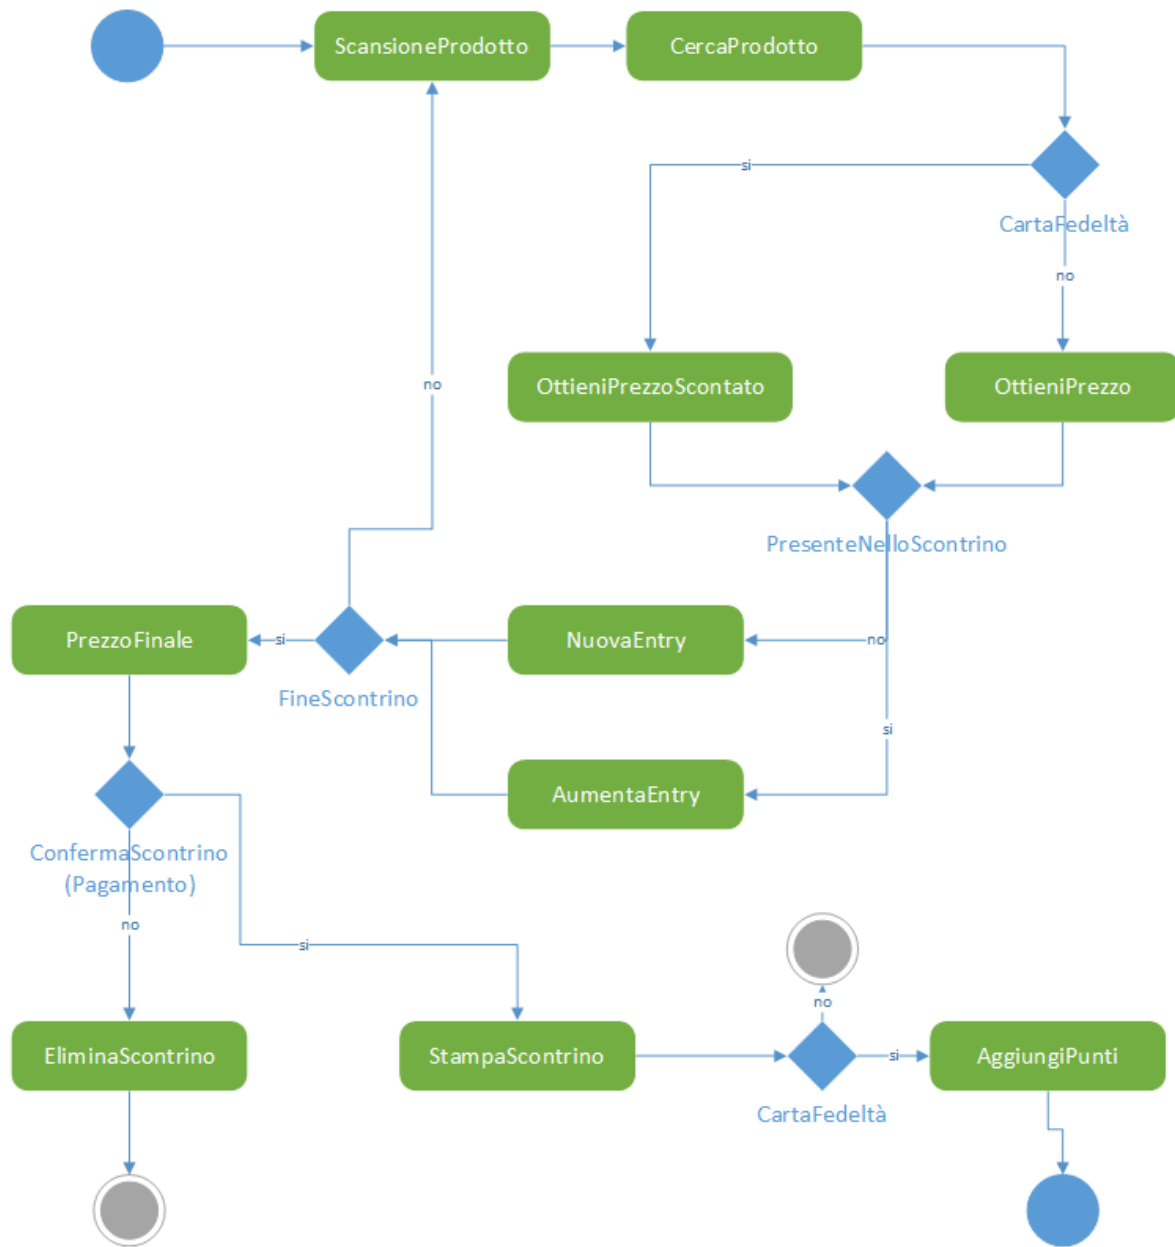 ScansioneProdotto
CercaProdotto
si
CartaFedeltà
no
no
OttieniPrezzoScontato
OttieniPrezzo
PresenteNelloScontrino
PrezzoFinale
si
NuovaEntry
no
FineScontrino
si
AumentaEntry
ConfermaScontrino
(Pagamento)
no
si
no
EliminaScontrino
StampaScontrino
si
AggiungiPunti
CartaFedeltà